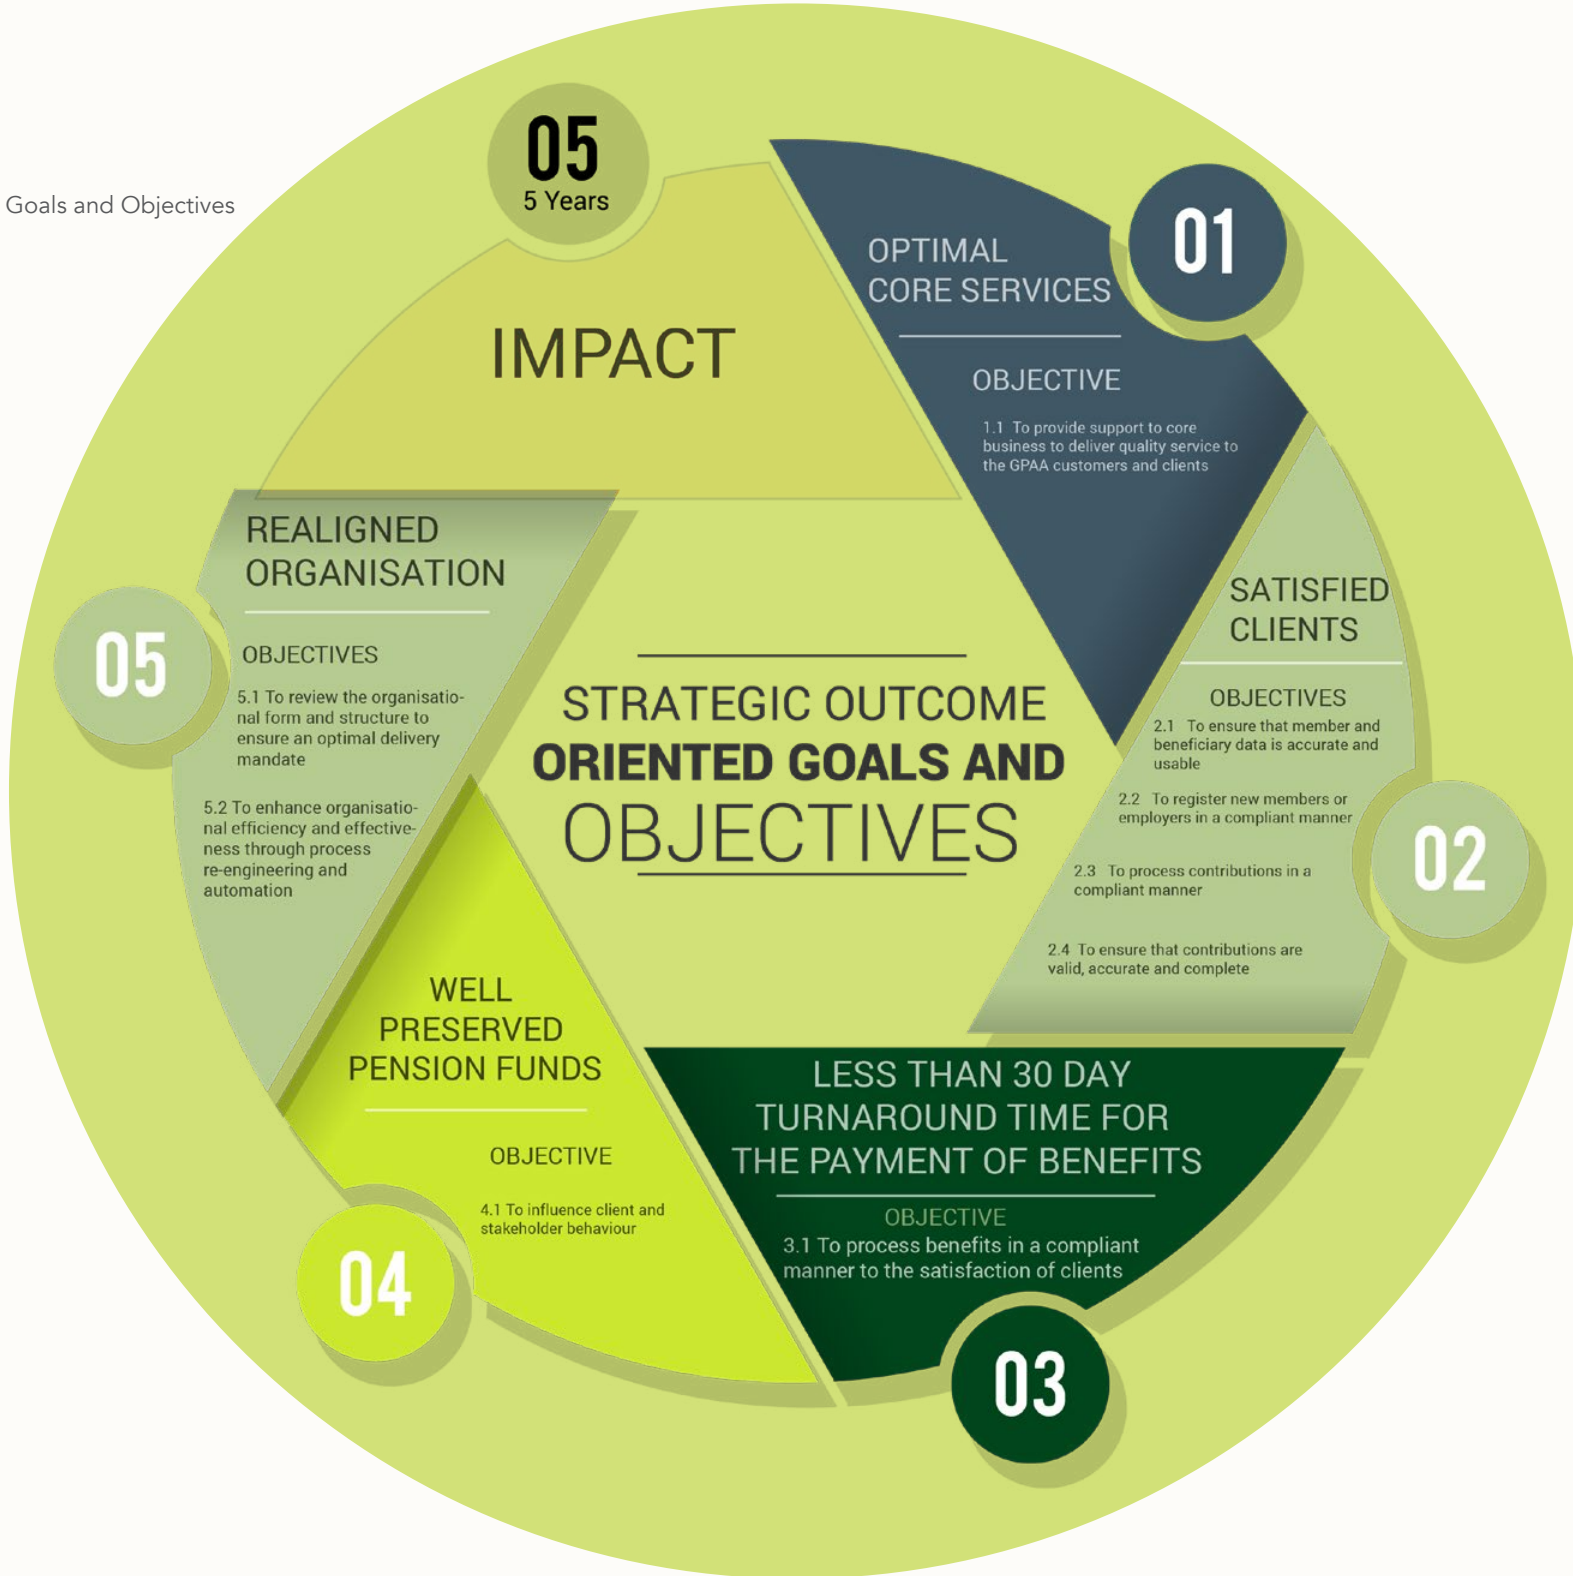 Goals and Objectives
05
5 Years
IMPACT
01
OPTIMAL
CORE SERVICES
OBJECTIVE
1.1 To provide support to core
business to deliver quality service to
the GPAA customers and clients
SATISFIED
CLIENTS
OBJECTIVES
2.1 To ensure that member and
beneficiary data is accurate and
usable
2.2 To register new members or
employers in a compliant manner
2.3 To process contributions in a
compliant manner
2.4 To ensure that contributions are
valid, accurate and complete
02
LESS THAN 30 DAY
TURNAROUND TIME FOR
THE PAYMENT OF BENEFITS
OBJECTIVE
3.1 To process benefits in a compliant
manner to the satisfaction of clients
03
WELL
PRESERVED
PENSION FUNDS
OBJECTIVE
4.1 To influence client and
stakeholder behaviour
04
REALIGNED
ORGANISATION
OBJECTIVES
5.1 To review the organisatio-
nal form and structure to
ensure an optimal delivery
mandate
5.2 To enhance organisatio-
nal efficiency and effective-
ness through process
re-engineering and
automation
05
STRATEGIC OUTCOME
ORIENTED GOALS AND
OBJECTIVES